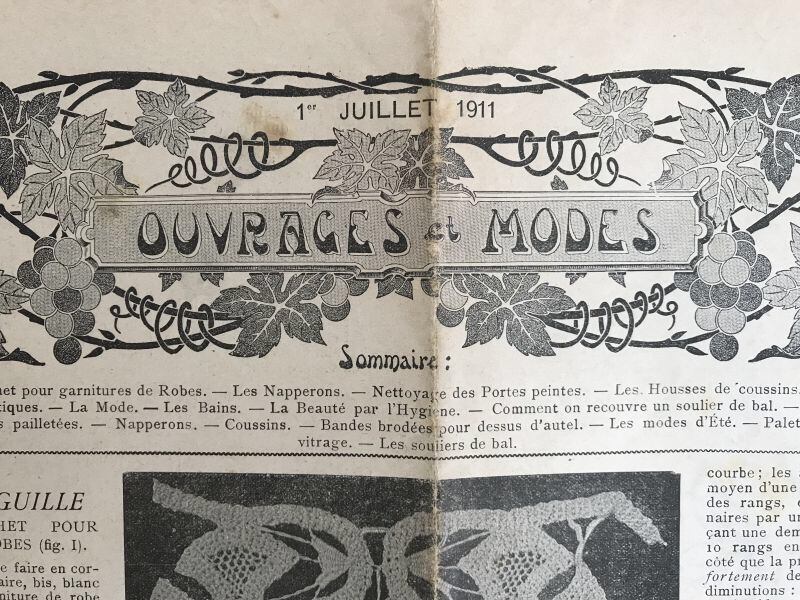 1er JUILLET 1911
OUVRAGES et MODES
Sommaire :
pour garnitures de Robes. — Les Napperons. — Nettoyage des Portes peintes. — Les Housses de coussins.
— La Mode. — Les Bains. — La Beauté par l'Hygiène. — Comment on recouvre un soulier de bal. —
pailletées. — Napperons. — Coussins. — Bandes brodées pour dessus d'autel. — Les modes d'Été. —
vitrage. — Les souliers de bal.
GUILLE
HET POUR
OBES (fig. I).
e faire en cor-
aire, bis, blanc
niture de robe
courbe; les
moyen d'une
des rangs,
naires par un
çant une dem
10 rangs en
côté que la pr
fortement de
diminutions :